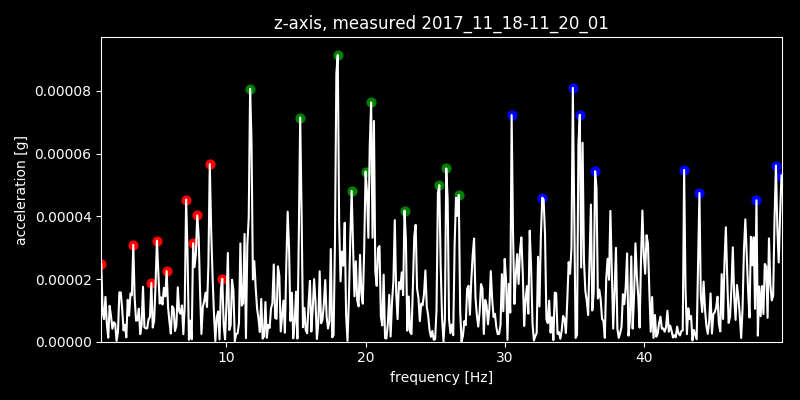 z-axis, measured 2017_11_18-11_20_01
acceleration [g]
0.00008
0.00006
0.00004
0.00002
0.00000
10 20 30 40
frequency [Hz]